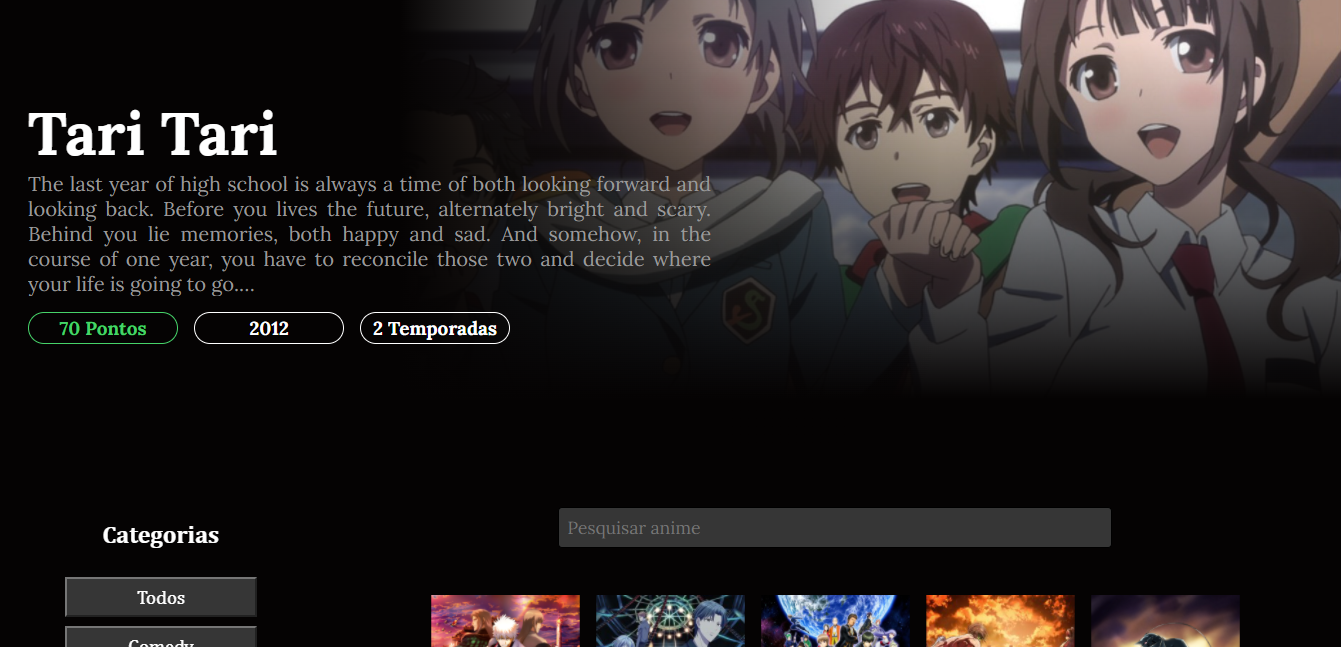 Tari Tari
The last year of high school is always a time of both looking forward and
looking back. Before you lives the future, alternately bright and scary.
Behind you lie memories, both happy and sad. And somehow, in the
course of one year, you have to reconcile those two and decide where
your life is going to go....
70 Pontos
2012
2 Temporadas
Categorias
Pesquisar anime
Todos
Comedy